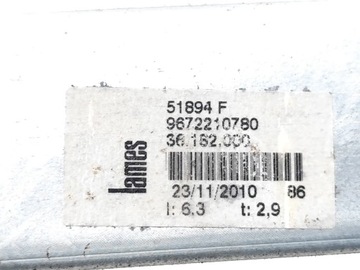 lames
51894 F
9672210780
36.162.000
23/11/2010 86
I: 6.3 t: 2,9